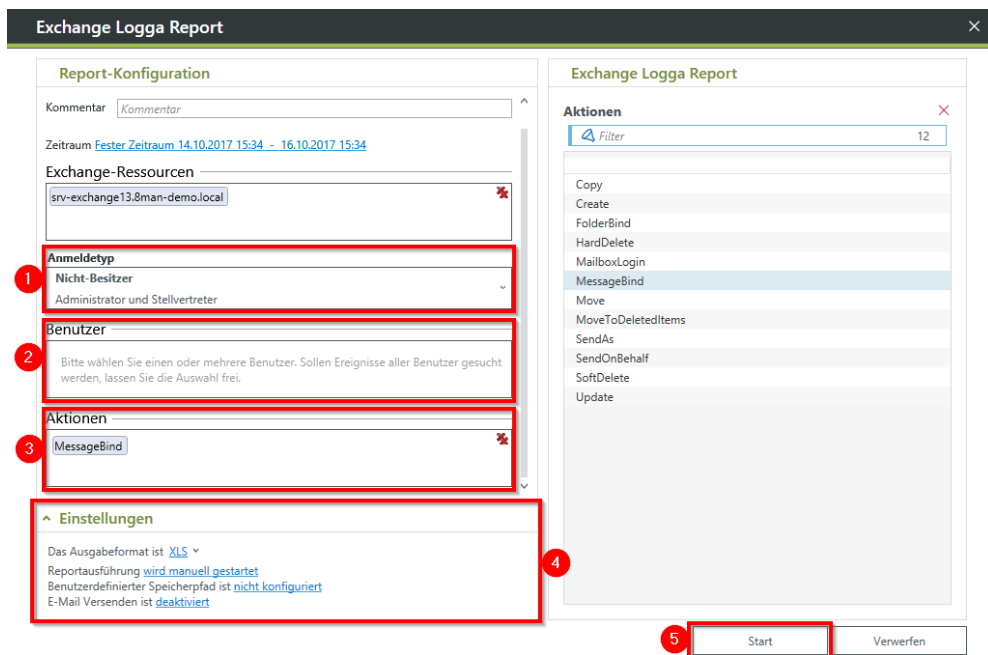 Exchange Logga Report
Report-Konfiguration
Kommentar Kommentar
Zeitraum Fester Zeitraum 14.10.2017 15:34 - 16.10.2017 15:34
Exchange-Ressourcen
srv-exchange13.8man-demo.local
1
Anmeldetyp
Nicht-Besitzer
Administrator und Stellvertreter
2
Benutzer
Bitte wählen Sie einen oder mehrere Benutzer. Sollen Ereignisse aller Benutzer gesucht
werden, lassen Sie die Auswahl frei.
3
Aktionen
MessageBind
Einstellungen
4
Das Ausgabeformat ist XLS
Reportausführung wird manuell gestartet
Benutzerdefinierter Speicherpfad ist nicht konfiguriert
E-Mail Versenden ist deaktiviert
Exchange Logga Report
Aktionen
Filter 12
Copy
Create
FolderBind
HardDelete
MailboxLogin
MessageBind
Move
MoveToDeletedItems
SendAs
SendOnBehalf
SoftDelete
Update
5
Start
Verwerfen